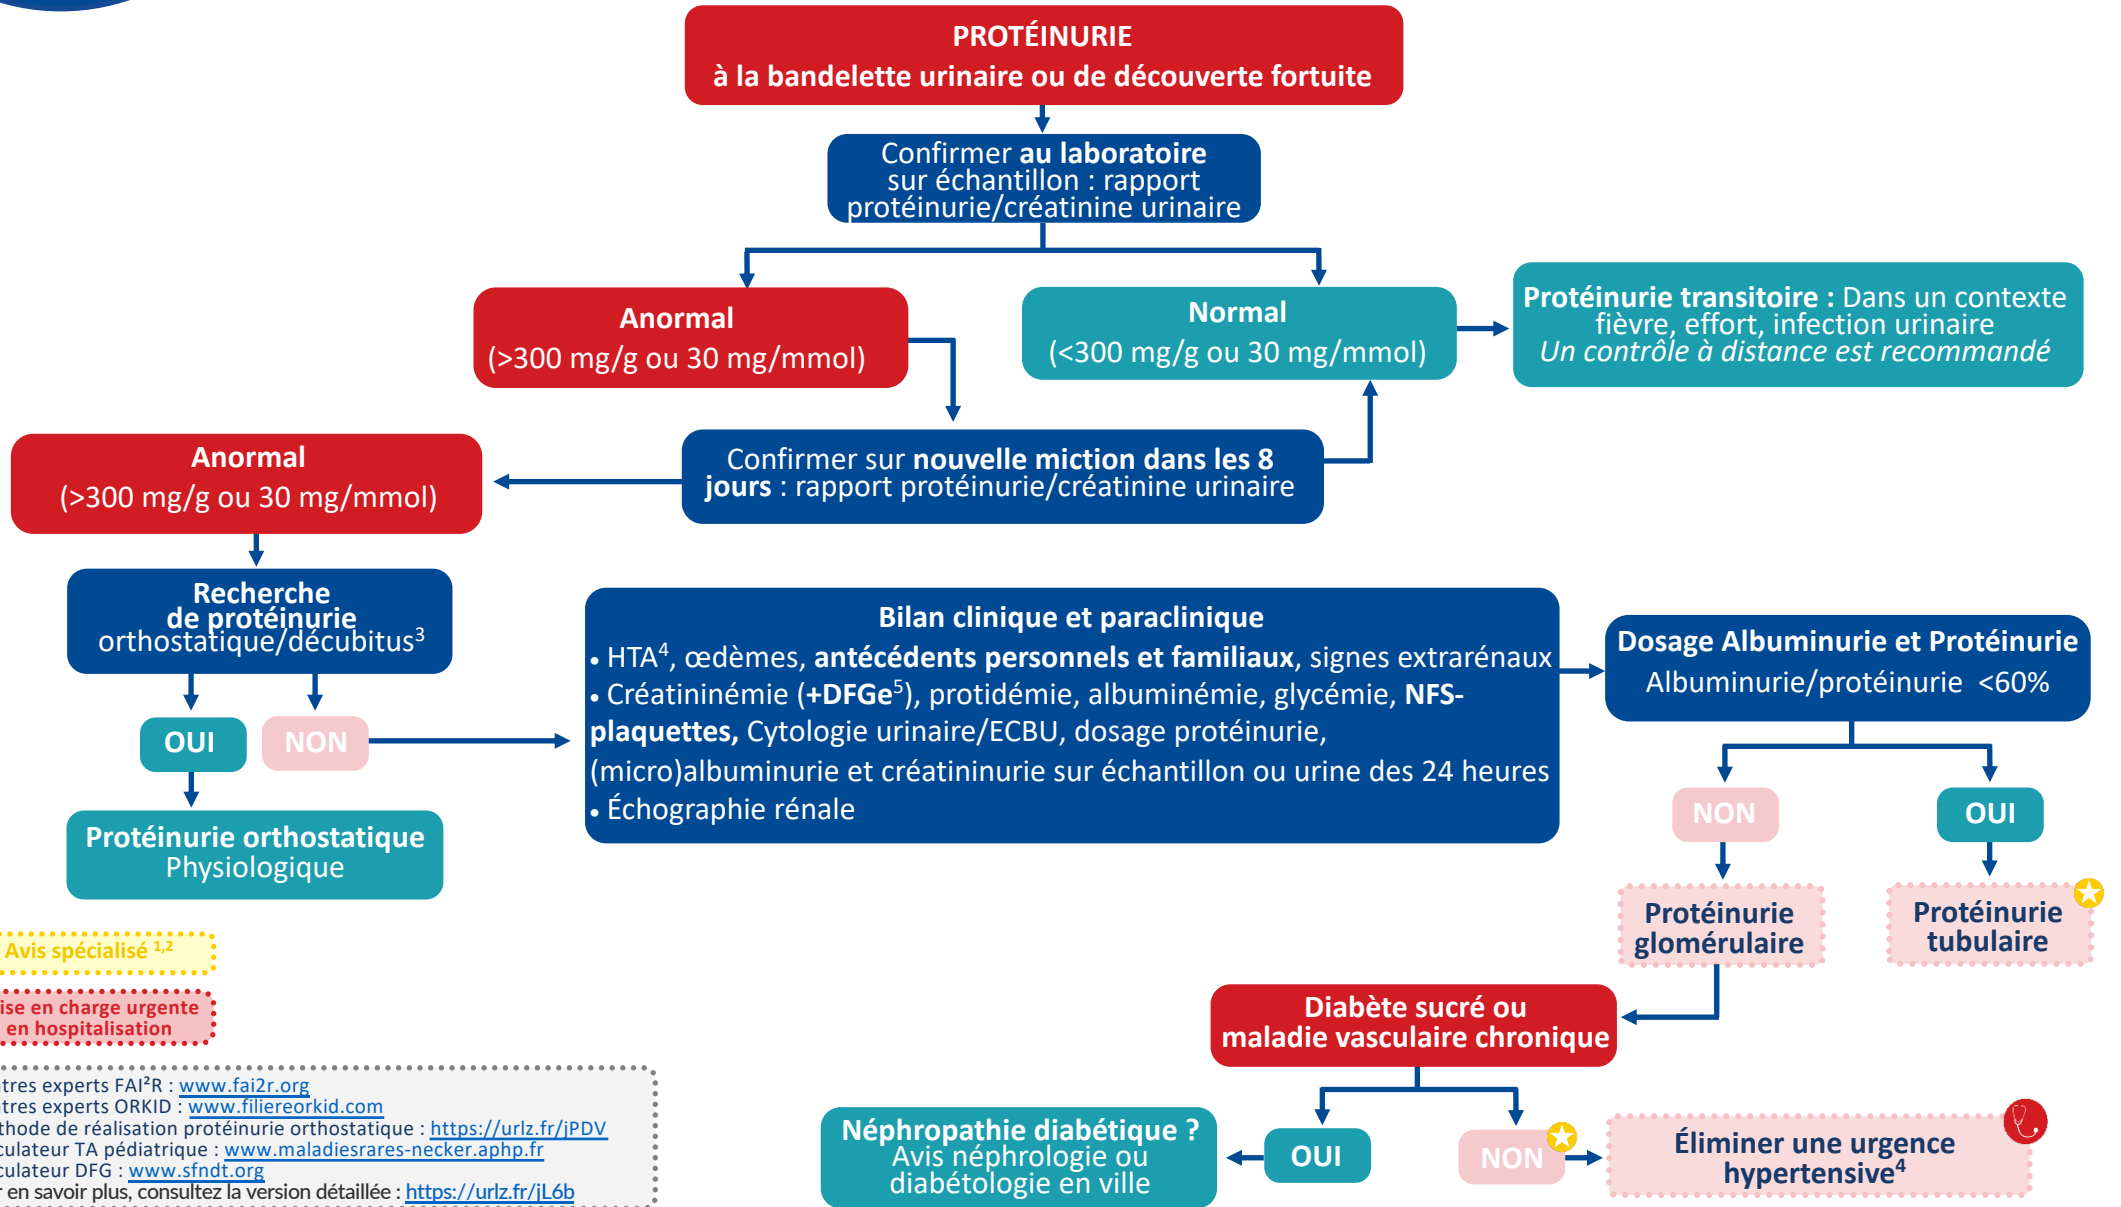 PROTÉINURIE
à la bandelette urinaire ou de découverte fortuite
Confirmer au laboratoire
sur échantillon : rapport
protéinurie/créatinine urinaire
Anormal
(>300 mg/g ou 30 mg/mmol)
Normal
(<300 mg/g ou 30 mg/mmol)
Protéinurie transitoire : Dans un contexte
fièvre, effort, infection urinaire
Un contrôle à distance est recommandé
Confirmer sur nouvelle miction dans les 8
jours : rapport protéinurie/créatinine urinaire
Anormal
(>300 mg/g ou 30 mg/mmol)
Recherche
de protéinurie
orthostatique/décubitus³
OUI
NON
Protéinurie orthostatique
Physiologique
Bilan clinique et paraclinique
• HTA⁴, œdèmes, antécédents personnels et familiaux, signes extrarénaux
• Créatininémie (+DFGe⁵), protidémie, albuminémie, glycémie, NFS-
plaquettes, Cytologie urinaire/ECBU, dosage protéinurie,
(micro)albuminurie et créatininurie sur échantillon ou urine des 24 heures
• Échographie rénale
Dosage Albuminurie et Protéinurie
Albuminurie/protéinurie <60%
NON
OUI
Protéinurie
glomérulaire
Protéinurie
tubulaire
Diabète sucré ou
maladie vasculaire chronique
OUI
NON
Néphropathie diabétique ?
Avis néphrologie ou
diabétologie en ville
Éliminer une urgence
hypertensive⁴
Avis spécialisé ¹,²
ise en charge urgente
en hospitalisation
tres experts FAI²R : www.fai2r.org
tres experts ORKID : www.filiereorkid.com
thode de réalisation protéinurie orthostatique : https://urlz.fr/jPDV
culateur TA pédiatrique : www.maladiesrares-necker.aphp.fr
culateur DFG : www.sfndt.org
r en savoir plus, consultez la version détaillée : https://urlz.fr/jL6b